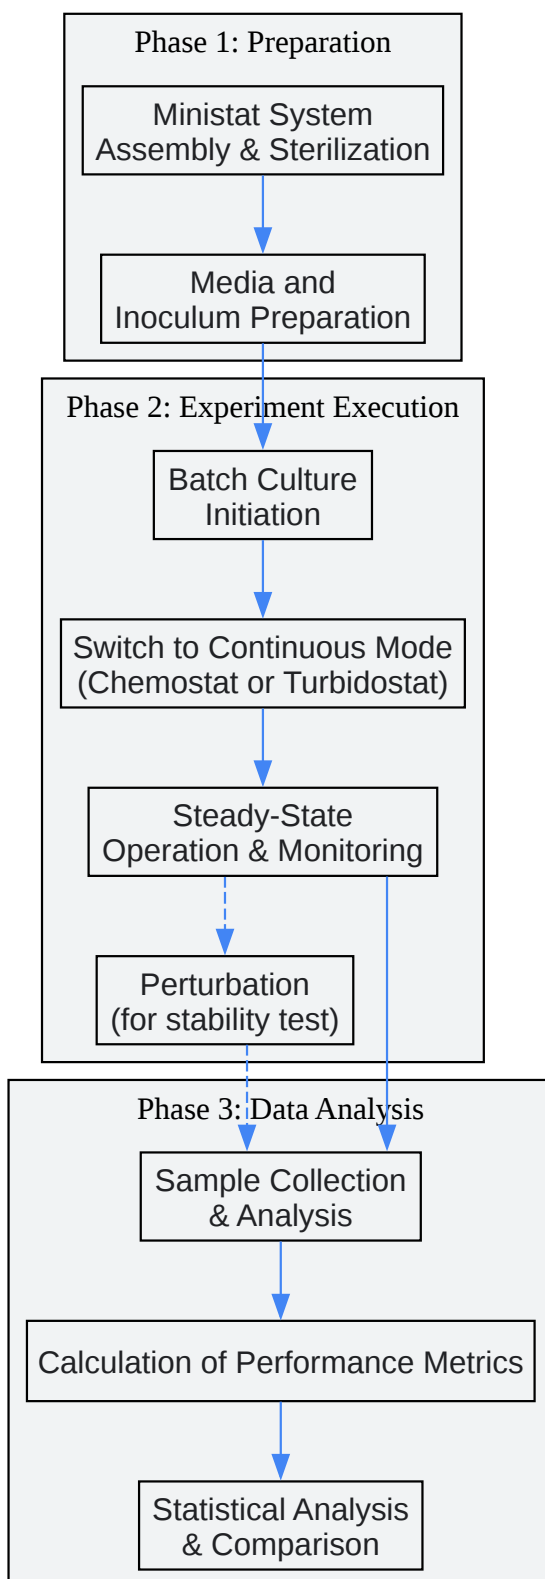 Phase 1: Preparation
Ministat System
Assembly & Sterilization
Media and
Inoculum Preparation
Phase 2: Experiment Execution
Batch Culture
Initiation
Switch to Continuous Mode
(Chemostat or Turbidostat)
Steady-State
Operation & Monitoring
Perturbation
(for stability test)
Phase 3: Data Analysis
Sample Collection
& Analysis
Calculation of Performance Metrics
Statistical Analysis
& Comparison